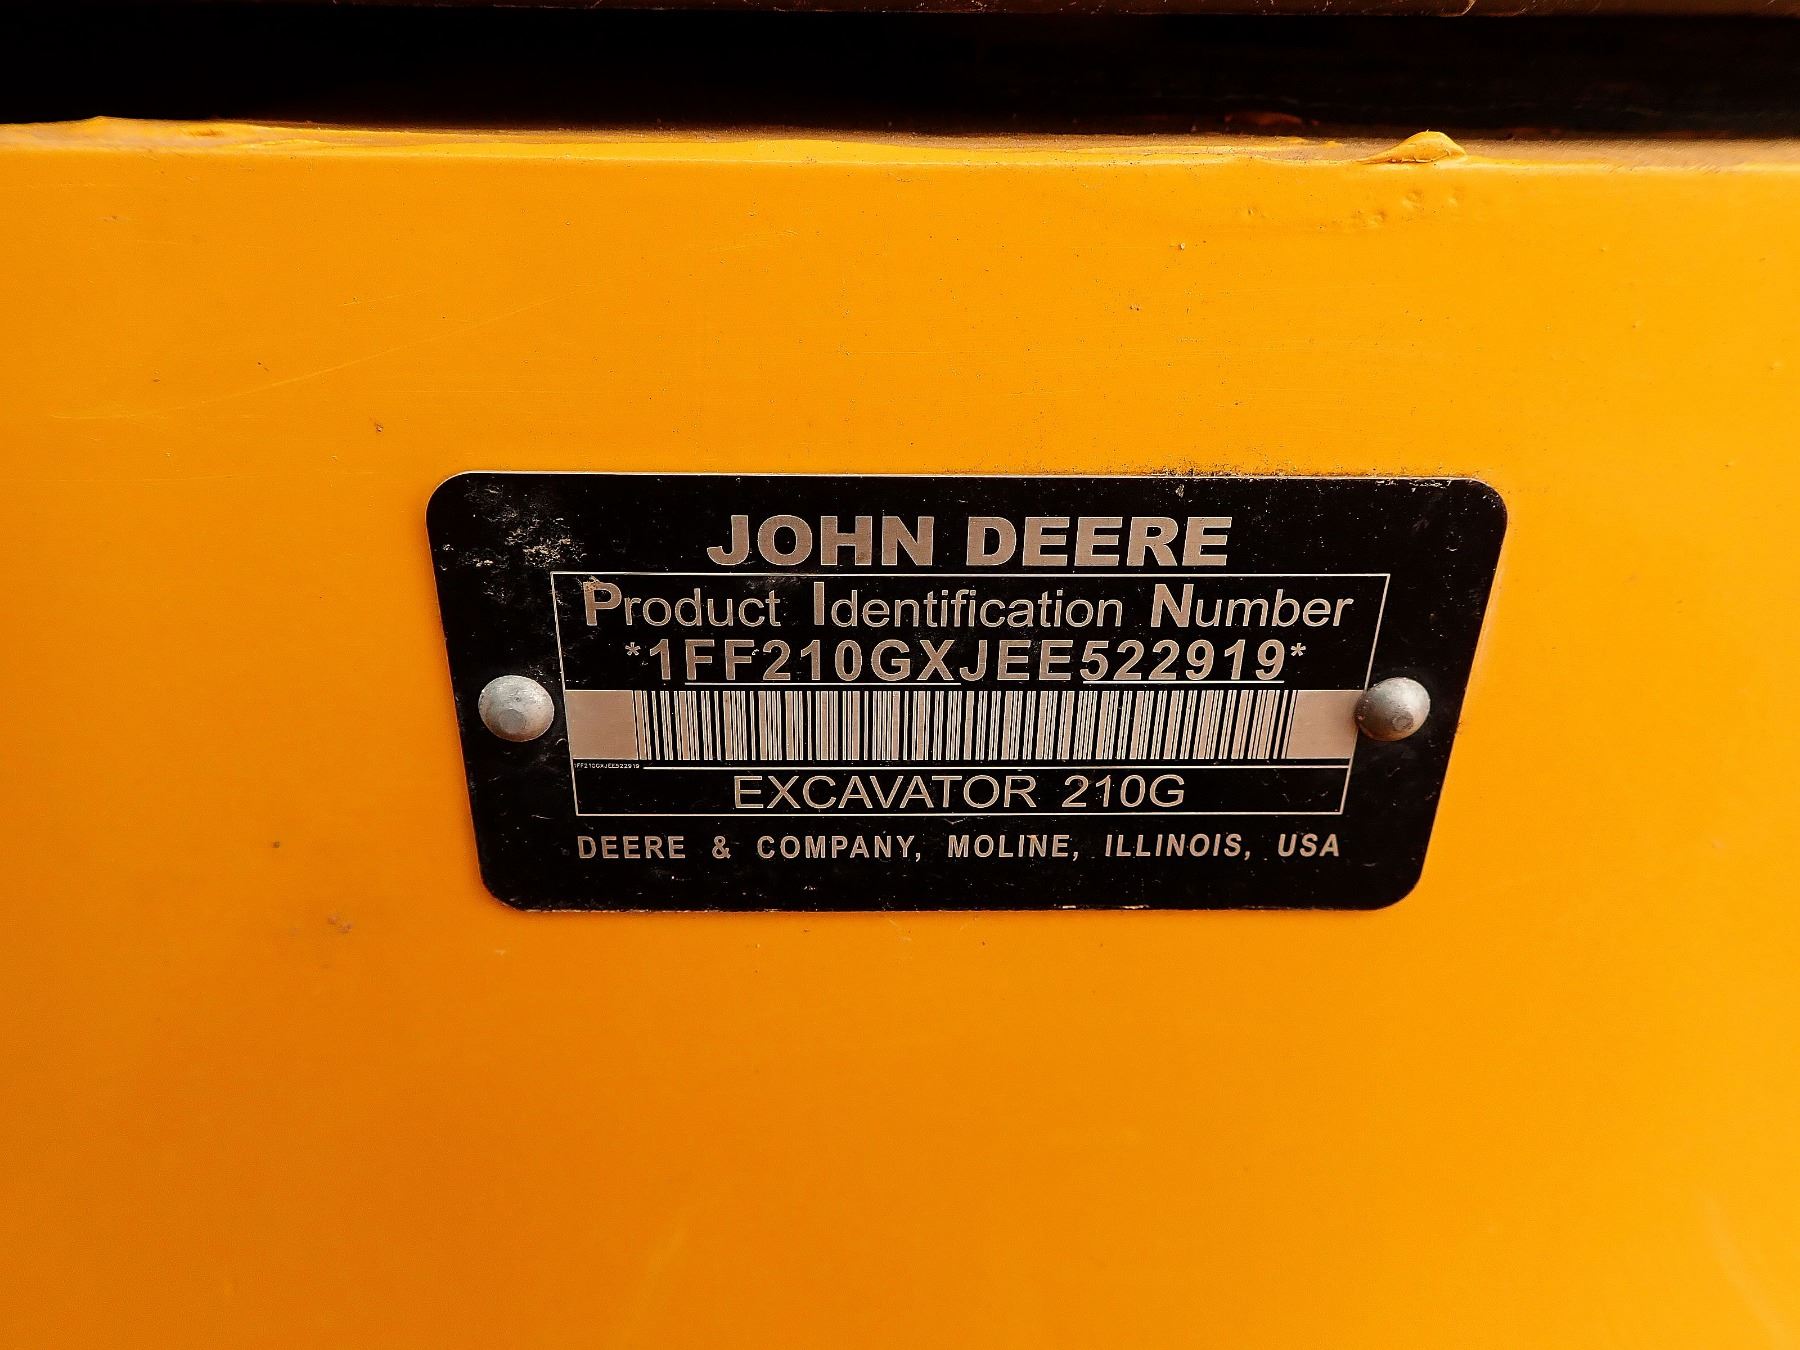 JOHN DEERE
Product Identification Number
*1FF210GXJEE522919*
1FF210GXJEE522919
EXCAVATOR 210G
DEERE & COMPANY, MOLINE, ILLINOIS, USA